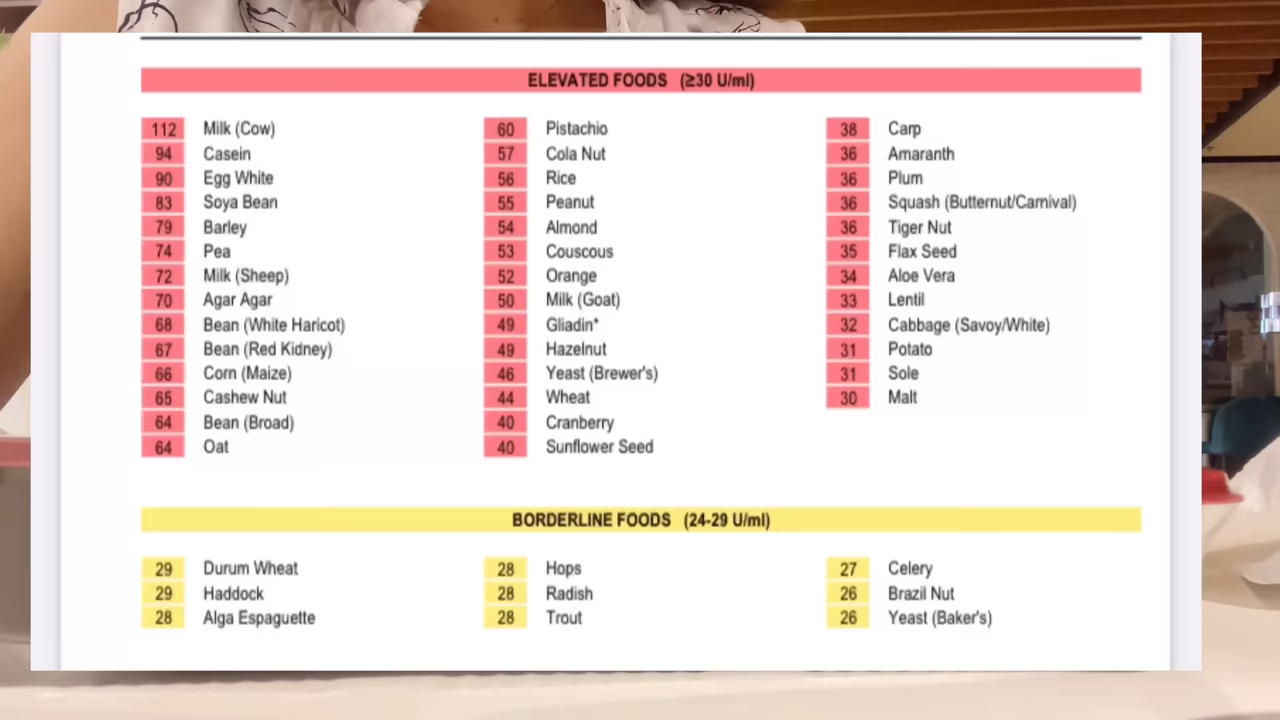 ELEVATED FOODS (≥30 U/ml)
112 Milk (Cow)
94 Casein
90 Egg White
83 Soya Bean
79 Barley
74 Pea
72 Milk (Sheep)
70 Agar Agar
68 Bean (White Haricot)
67 Bean (Red Kidney)
66 Corn (Maize)
65 Cashew Nut
64 Bean (Broad)
64 Oat
60 Pistachio
57 Cola Nut
56 Rice
55 Peanut
54 Almond
53 Couscous
52 Orange
50 Milk (Goat)
49 Gliadin*
49 Hazelnut
46 Yeast (Brewer's)
44 Wheat
40 Cranberry
40 Sunflower Seed
38 Carp
36 Amaranth
36 Plum
36 Squash (Butternut/Carnival)
36 Tiger Nut
35 Flax Seed
34 Aloe Vera
33 Lentil
32 Cabbage (Savoy/White)
31 Potato
31 Sole
30 Malt
BORDERLINE FOODS (24-29 U/ml)
29 Durum Wheat
29 Haddock
28 Alga Espaguette
28 Hops
28 Radish
28 Trout
27 Celery
26 Brazil Nut
26 Yeast (Baker's)